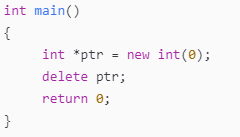 int main()
{
    int *ptr = new int(0);
    delete ptr;
    return 0;
}